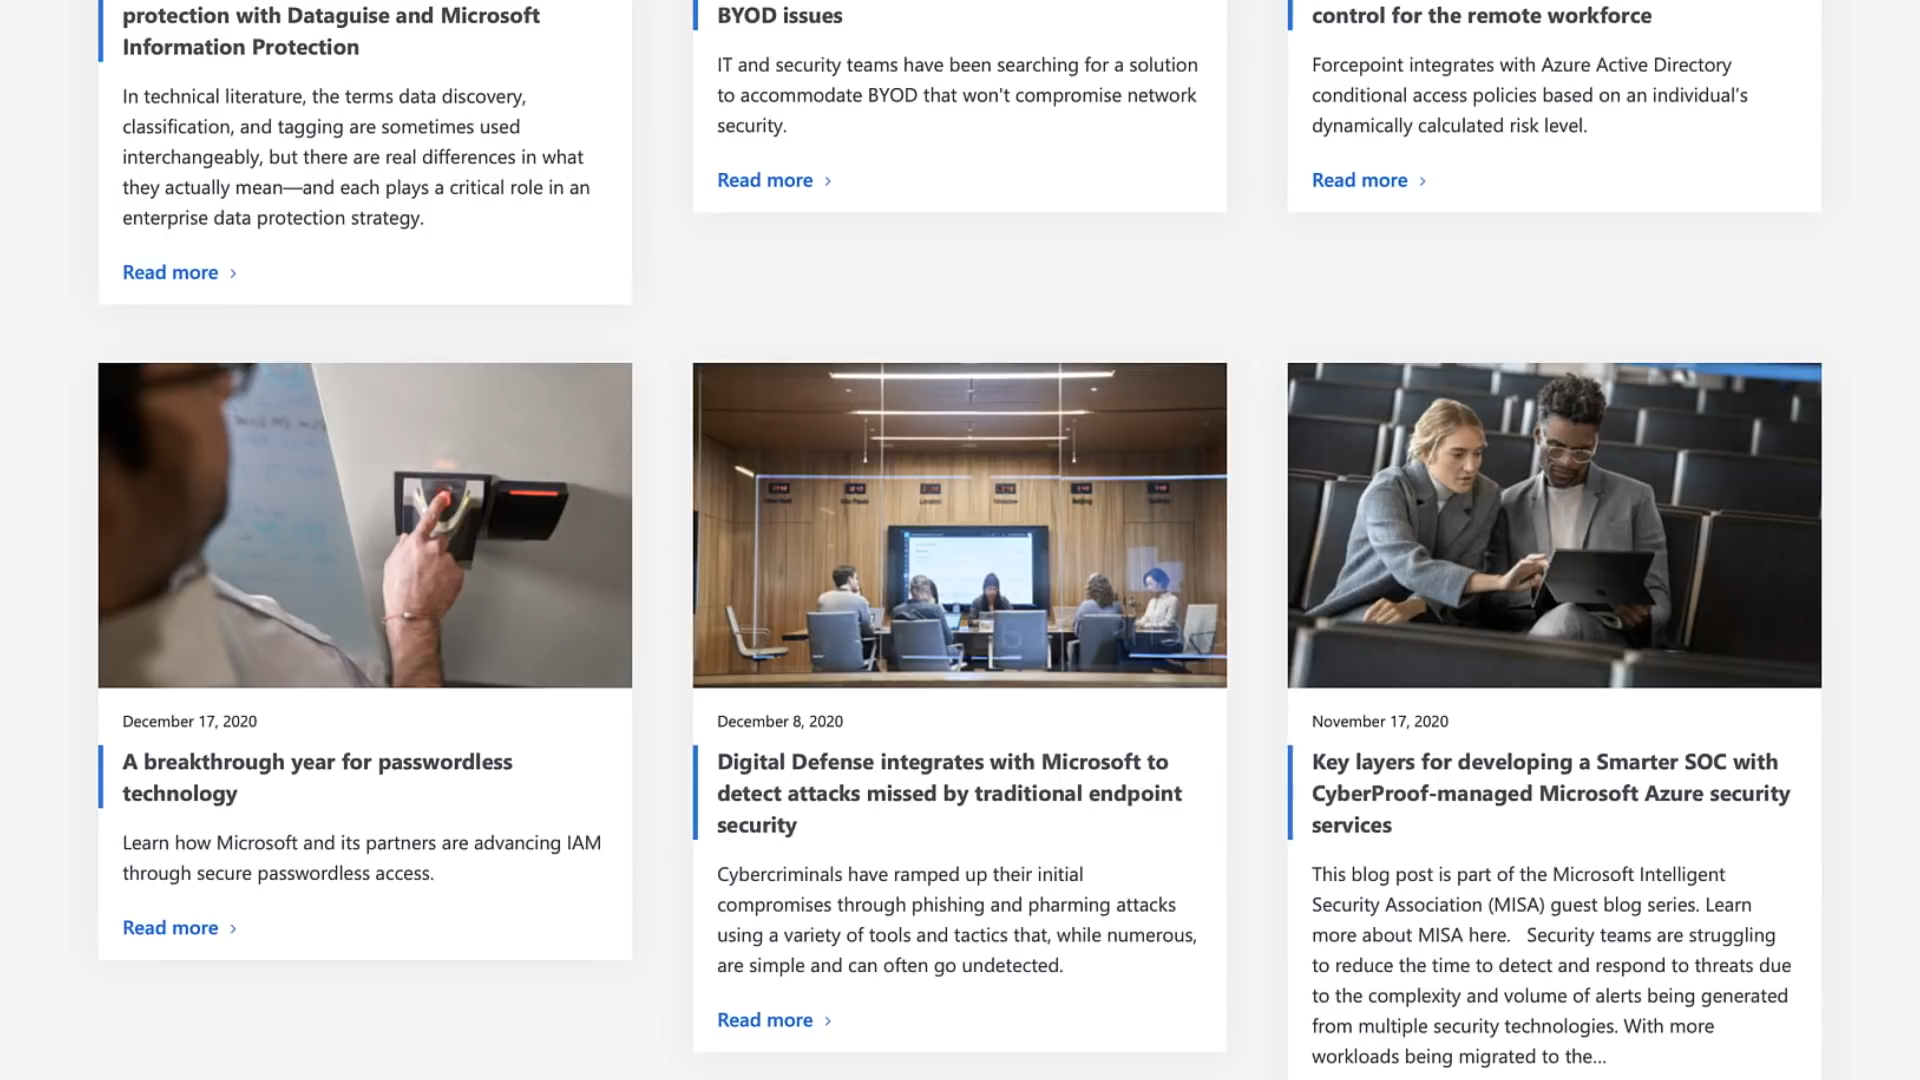 protection with Dataguise and Microsoft
Information Protection
In technical literature, the terms data discovery,
classification, and tagging are sometimes used
interchangeably, but there are real differences in what
they actually mean—and each plays a critical role in an
enterprise data protection strategy.
Read more
BYOD issues
IT and security teams have been searching for a solution
to accommodate BYOD that won't compromise network
security.
Read more
control for the remote workforce
Forcepoint integrates with Azure Active Directory
conditional access policies based on an individual’s
dynamically calculated risk level.
Read more
December 17, 2020
A breakthrough year for passwordless
technology
Learn how Microsoft and its partners are advancing IAM
through secure passwordless access.
Read more
London
Moscow
Beijing
December 8, 2020
Digital Defense integrates with Microsoft to
detect attacks missed by traditional endpoint
security
Cybercriminals have ramped up their initial
compromises through phishing and pharming attacks
using a variety of tools and tactics that, while numerous,
are simple and can often go undetected.
Read more
November 17, 2020
Key layers for developing a Smarter SOC with
CyberProof-managed Microsoft Azure security
services
This blog post is part of the Microsoft Intelligent
Security Association (MISA) guest blog series. Learn
more about MISA here.   Security teams are struggling
to reduce the time to detect and respond to threats due
to the complexity and volume of alerts being generated
from multiple security technologies. With more
workloads being migrated to the...